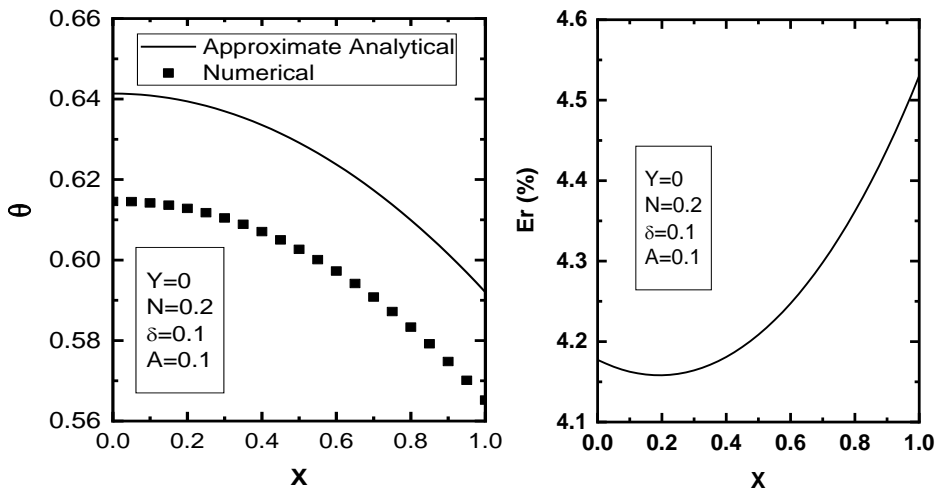 0.66
0.64
0.62
0.60
0.58
0.56
θ
Approximate Analytical
Numerical
Y=0
N=0.2
δ=0.1
A=0.1
0.0 0.2 0.4 0.6 0.8 1.0
X
4.6
4.5
4.4
4.3
4.2
4.1
Er (%)
Y=0
N=0.2
δ=0.1
A=0.1
0.0 0.2 0.4 0.6 0.8 1.0
X